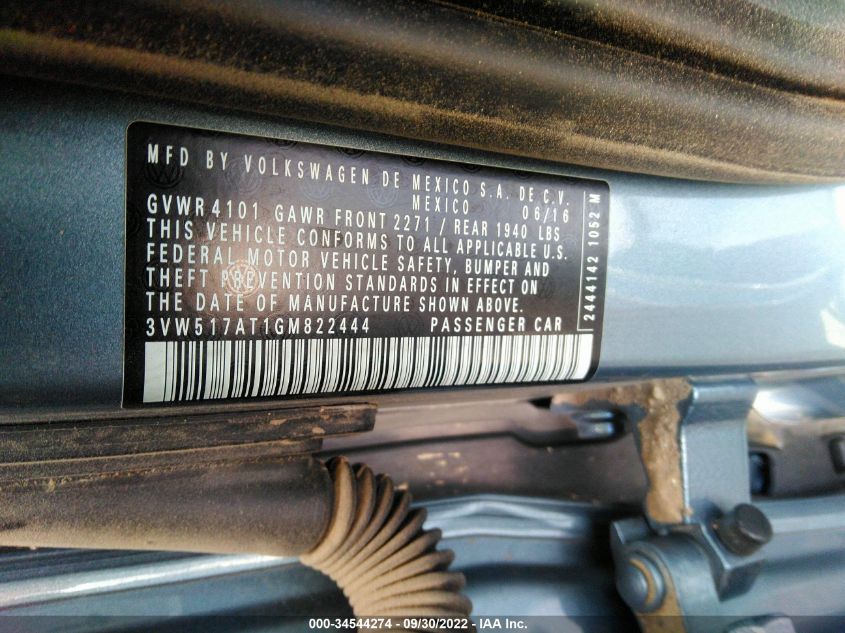 MFD BY VOLKSWAGEN DE MEXICO S.A. DE C.V.
MEXICO 06/16
GVWR 4101 GAWR FRONT 2271 / REAR 1940 LBS
THIS VEHICLE CONFORMS TO ALL APPLICABLE U.S.
FEDERAL MOTOR VEHICLE SAFETY, BUMPER AND
THEFT PREVENTION STANDARDS IN EFFECT ON
THE DATE OF MANUFACTURE SHOWN ABOVE.
3VW517AT1GM822444 PASSENGER CAR
2444142 1052 M
000-34544274 - 09/30/2022 - IAA Inc.